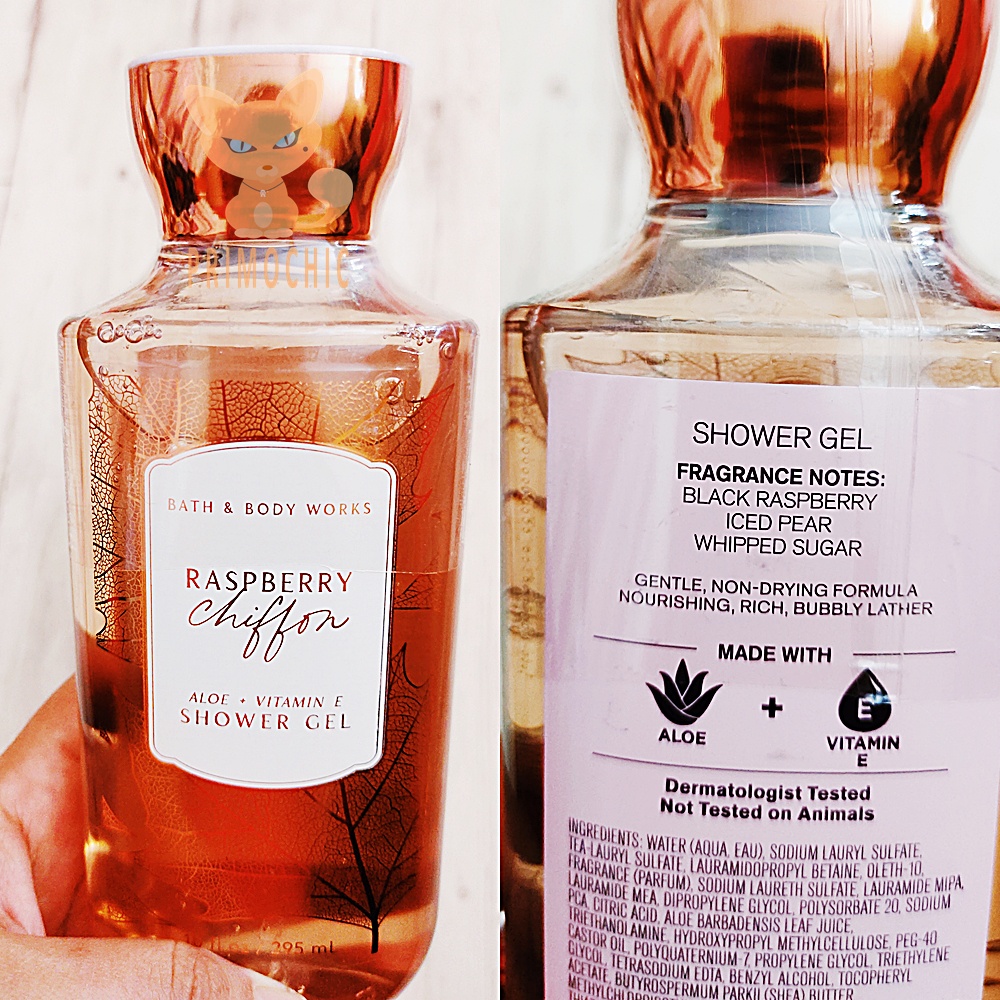 PRIMOCHIC
BATH & BODY WORKS
RASPBERRY
Chiffon
ALOE + VITAMIN E
SHOWER GEL
295 mL
SHOWER GEL
FRAGRANCE NOTES:
BLACK RASPBERRY
ICED PEAR
WHIPPED SUGAR
GENTLE, NON-DRYING FORMULA
NOURISHING, RICH, BUBBLY LATHER
MADE WITH
ALOE
+
E
VITAMIN
E
Dermatologist Tested
Not Tested on Animals
INGREDIENTS: WATER (AQUA, EAU), SODIUM LAURYL SULFATE,
TEA-LAURYL SULFATE, LAURAMIDOPROPYL BETAINE, OLETH-10,
FRAGRANCE (PARFUM), SODIUM LAURETH SULFATE, LAURAMIDE MIPA,
LAURAMIDE MEA, DIPROPYLENE GLYCOL, POLYSORBATE 20, SODIUM
PCA, CITRIC ACID, ALOE BARBADENSIS LEAF JUICE,
TRIETHANOLAMINE, HYDROXYPROPYL METHYLCELLULOSE, PEG-40
CASTOR OIL, POLYQUATERNIUM-7, PROPYLENE GLYCOL, TRIETHYLENE
GLYCOL, TETRASODIUM EDTA, BENZYL ALCOHOL, TOCOPHERYL
ACETATE, BUTYROSPERMUM PARKII (SHEA) BUTTER,